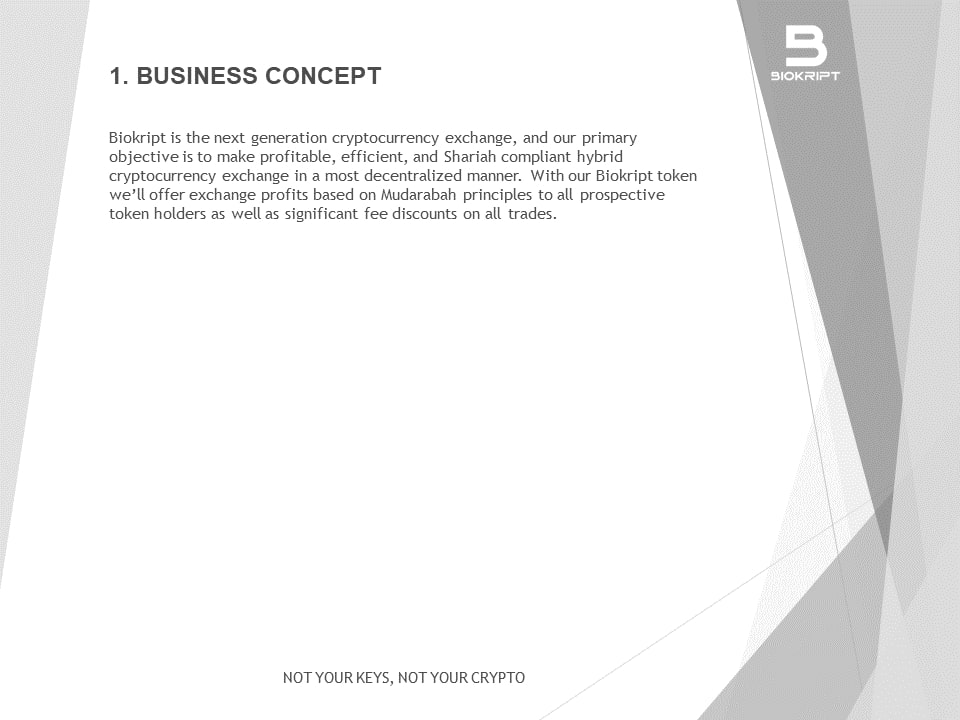 BIOKRIPT
1. BUSINESS CONCEPT
Biokript is the next generation cryptocurrency exchange, and our primary
objective is to make profitable, efficient, and Shariah compliant hybrid
cryptocurrency exchange in a most decentralized manner. With our Biokript token
we’ll offer exchange profits based on Mudarabah principles to all prospective
token holders as well as significant fee discounts on all trades.
NOT YOUR KEYS, NOT YOUR CRYPTO